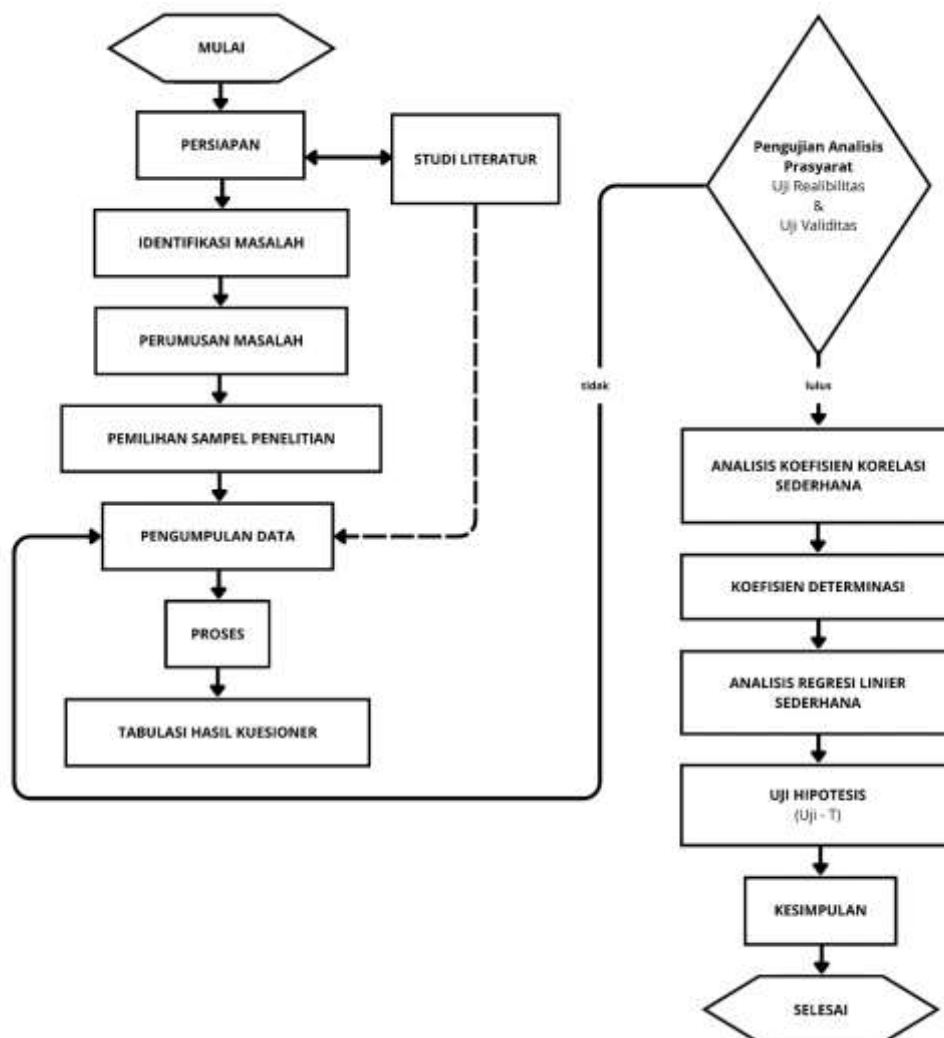 MULAI
PERSIAPAN
STUDI LITERATUR
IDENTIFIKASI MASALAH
PERUMUSAN MASALAH
PEMILIHAN SAMPEL PENELITIAN
PENGUMPULAN DATA
PROSES
TABULASI HASIL KUESIONER
Pengujian Analisis
Prasyarat
Uji Realibilitas
&
Uji Validitas
tidak
lulus
ANALISIS KOEFISIEN KORELASI
SEDERHANA
KOEFISIEN DETERMINASI
ANALISIS REGRESI LINIER
SEDERHANA
UJI HIPOTESIS
(Uji - T)
KESIMPULAN
SELESAI